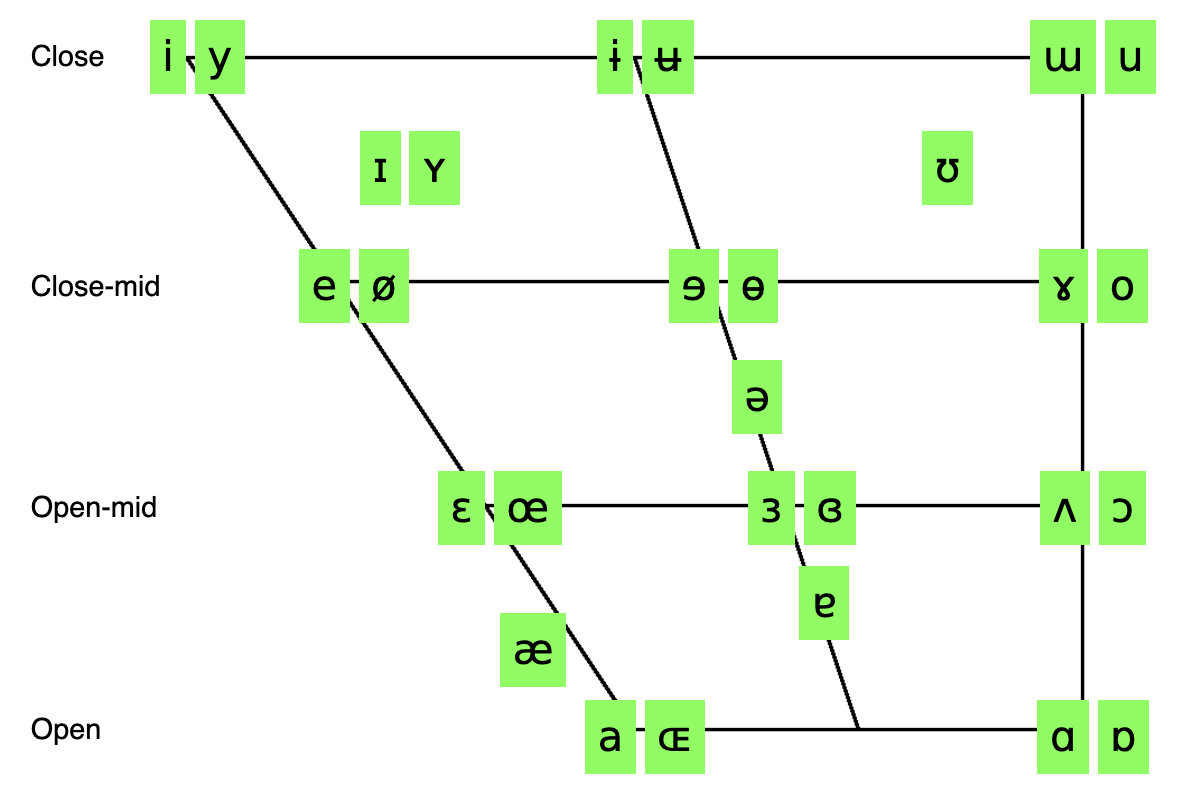 Close i y ɨ ʉ ɯ u
ɪ ʏ ʊ
Close-mid e ø ɘ ɵ ɤ o
ə
Open-mid ɛ œ ɜ ɞ ʌ ɔ
ɐ
æ
Open a ɶ ɑ ɒ